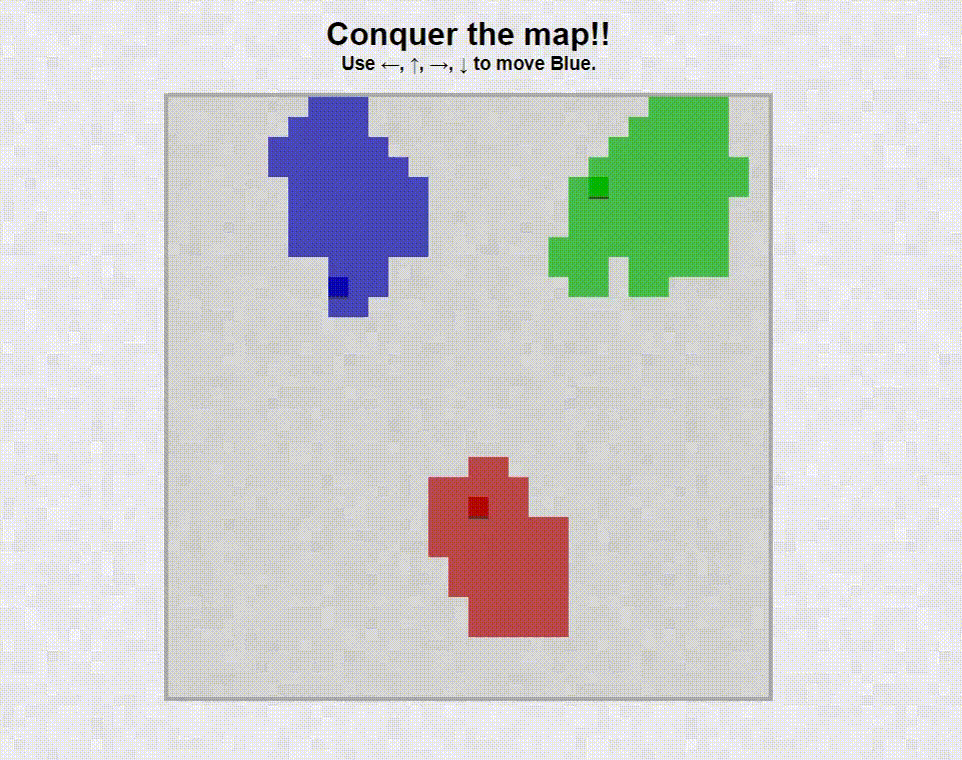 Conquer the map!!
Use ←, ↑, →, ↓ to move Blue.